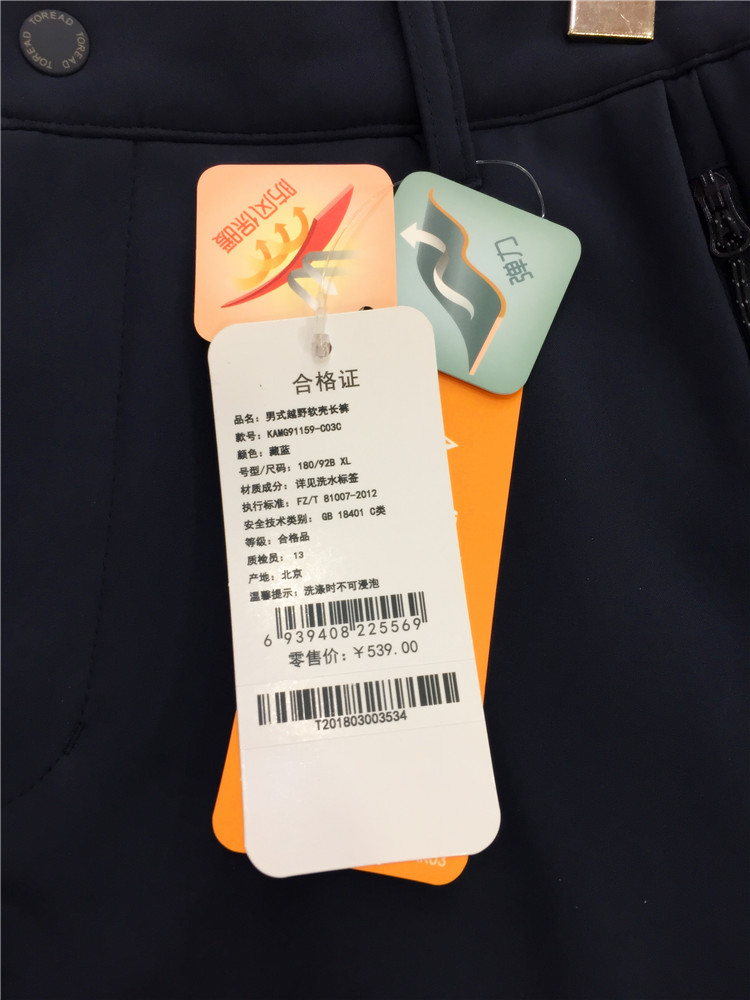 TOREAD TOREAD TOREAD
防风保暖
弹力
合格证
品名：男式越野软壳长裤
款号：KAMG91159-C03C
颜色：藏蓝
号型/尺码：180/92B XL
材质成分：详见洗水标签
执行标准：FZ/T 81007-2012
安全技术类别：GB 18401 C类
等级：合格品
质检员：13
产地：北京
温馨提示：洗涤时不可浸泡
6 939408 225569
零售价：￥539.00
T201803003534